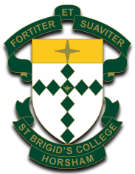 FORTITER ET SUAVITER
ST BRIGID'S COLLEGE
HORSHAM